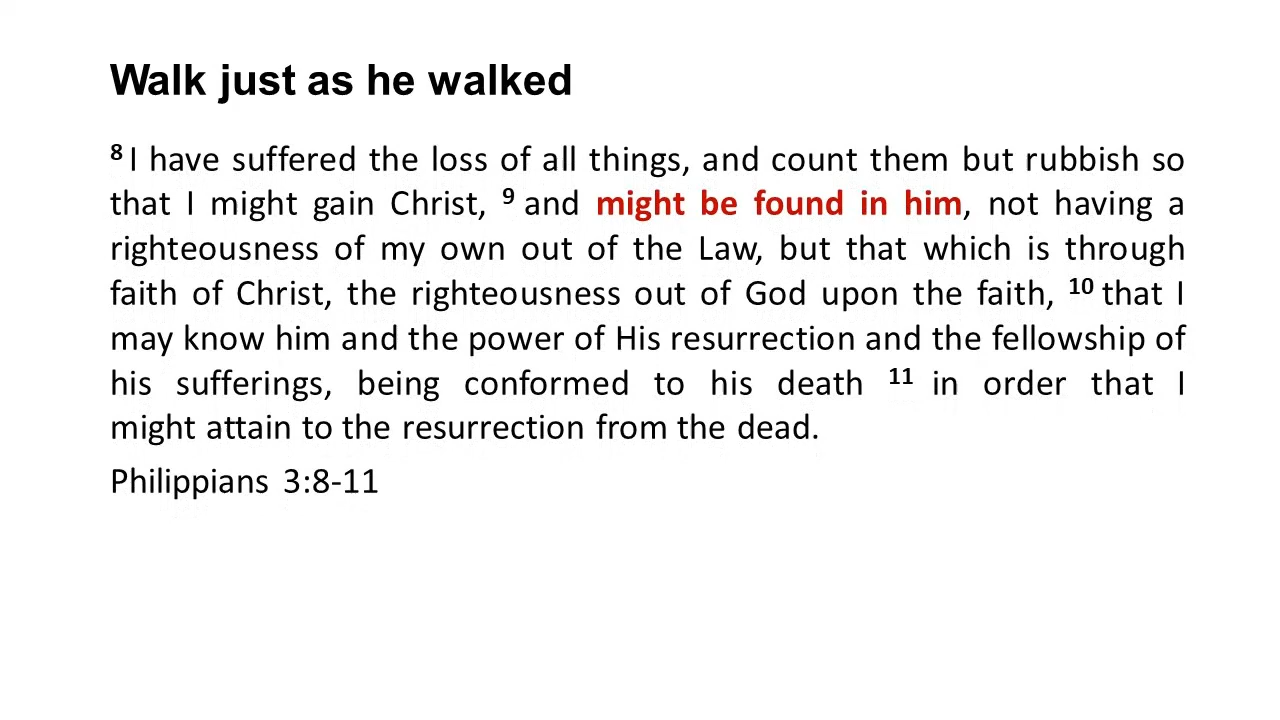 Walk just as he walked
8 I have suffered the loss of all things, and count them but rubbish so
that I might gain Christ, 9 and might be found in him, not having a
righteousness of my own out of the Law, but that which is through
faith of Christ, the righteousness out of God upon the faith, 10 that I
may know him and the power of His resurrection and the fellowship of
his sufferings, being conformed to his death 11 in order that I
might attain to the resurrection from the dead.
Philippians 3:8-11